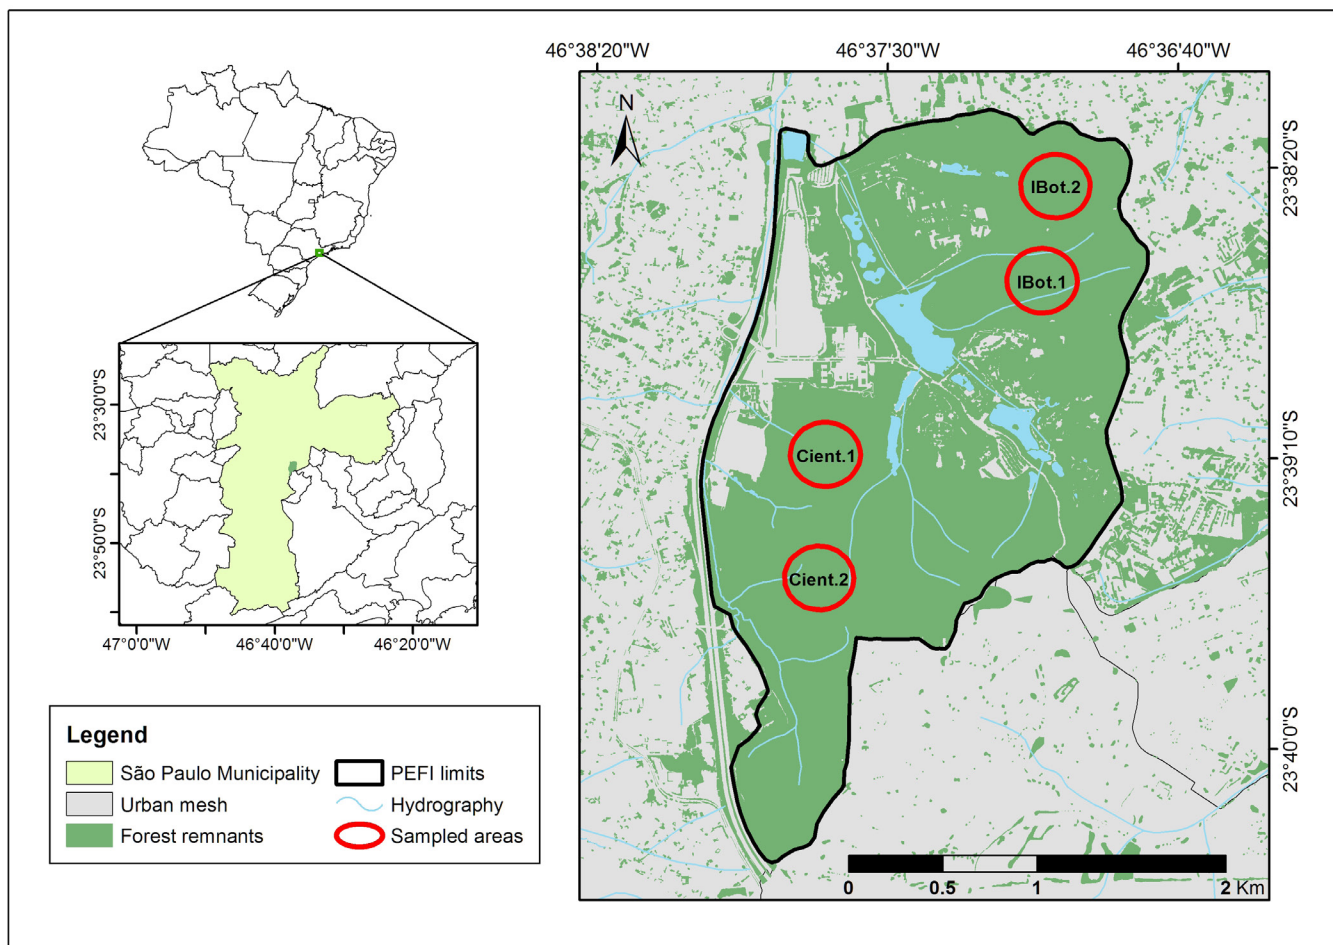 46°38'20"W
46°37'30"W
46°36'40"W
N
23°38'20"S
IBot.2
IBot.1
23°30'0"S
23°39'10"S
Cient.1
23°50'0"S
Cient.2
47°0'0"W
46°40'0"W
46°20'0"W
23°40'0"S
Legend
São Paulo Municipality
PEFI limits
Urban mesh
Hydrography
Forest remnants
Sampled areas
0 0.5 1 2 Km